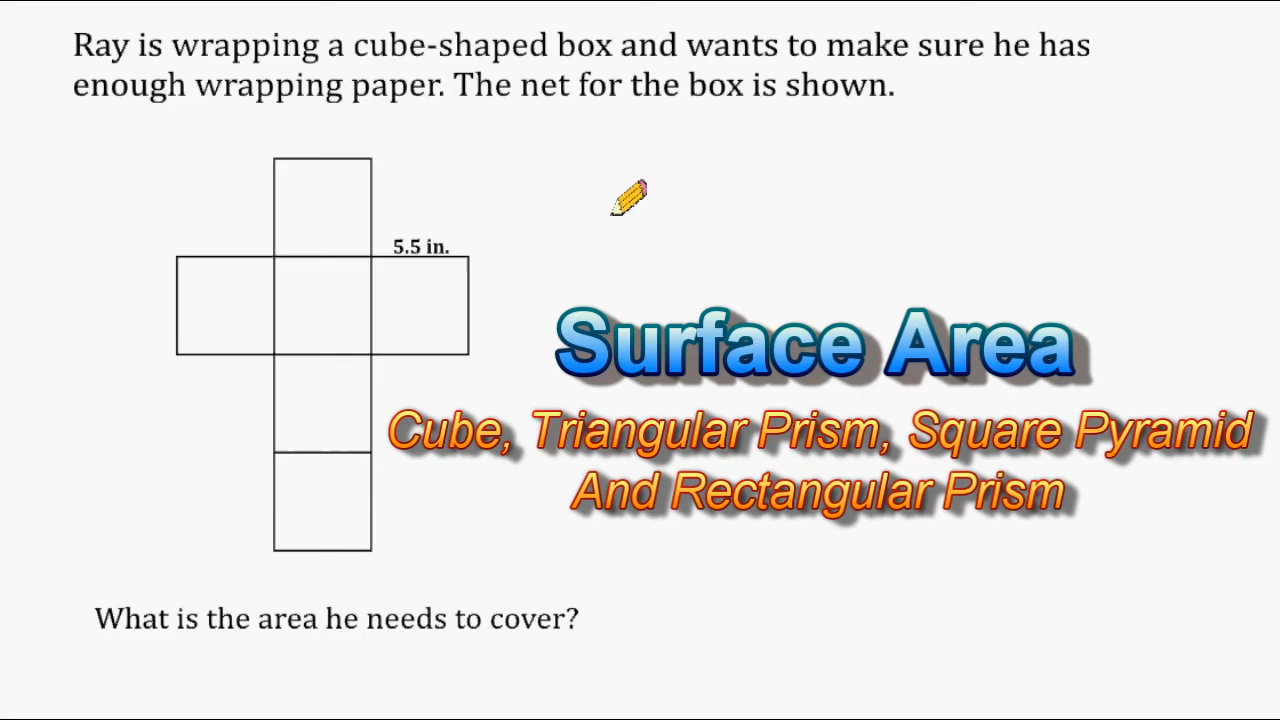 Ray is wrapping a cube-shaped box and wants to make sure he has
enough wrapping paper. The net for the box is shown.
5.5 in.
Surface Area
Cube, Triangular Prism, Square Pyramid
And Rectangular Prism
What is the area he needs to cover?